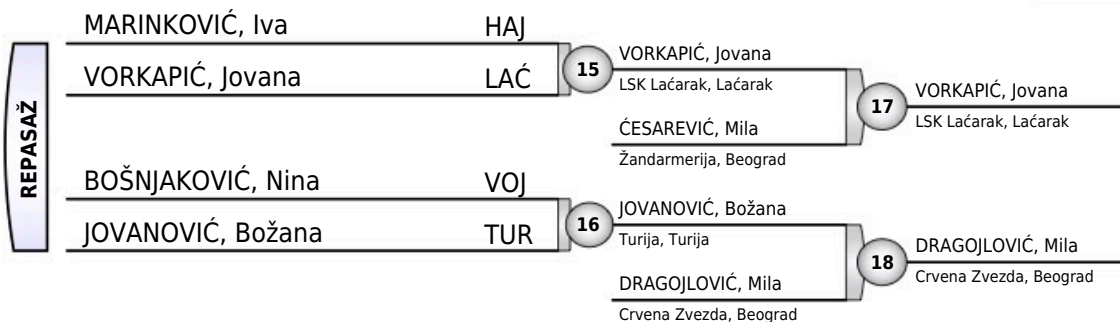 REPASAŽ
MARINKOVIĆ, Iva HAJ
VORKAPIĆ, Jovana LAĆ
15
VORKAPIĆ, Jovana
LSK Laćarak, Laćarak
ĆESAREVIĆ, Mila
Žandarmerija, Beograd
17
VORKAPIĆ, Jovana
LSK Laćarak, Laćarak
BOŠNJAKOVIĆ, Nina VOJ
JOVANOVIĆ, Božana TUR
16
JOVANOVIĆ, Božana
Turija, Turija
DRAGOJLOVIĆ, Mila
Crvena Zvezda, Beograd
18
DRAGOJLOVIĆ, Mila
Crvena Zvezda, Beograd